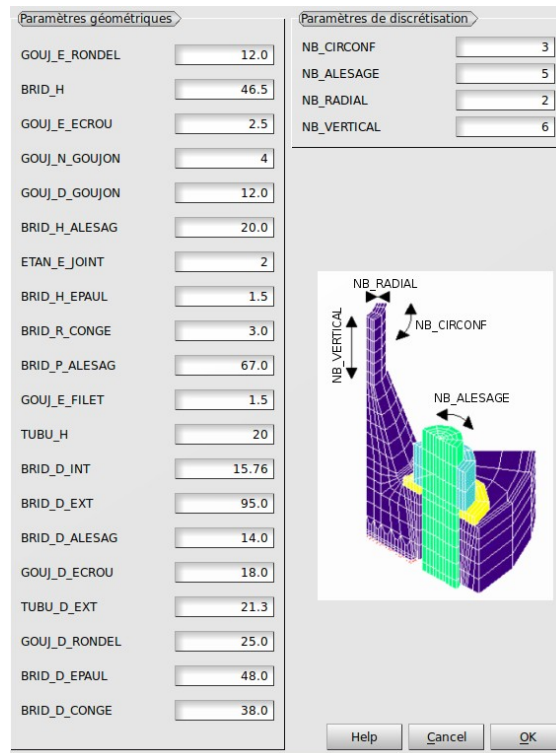 Paramètres géométriques
GOUJ_E_RONDEL 12.0
BRID_H 46.5
GOUJ_E_ECROU 2.5
GOUJ_N_GOUJON 4
GOUJ_D_GOUJON 12.0
BRID_H_ALESAG 20.0
ETAN_E_JOINT 2
BRID_H_EPAUL 1.5
BRID_R_CONGE 3.0
BRID_P_ALESAG 67.0
GOUJ_E_FILET 1.5
TUBU_H 20
BRID_D_INT 15.76
BRID_D_EXT 95.0
BRID_D_ALESAG 14.0
GOUJ_D_ECROU 18.0
TUBU_D_EXT 21.3
GOUJ_D_RONDEL 25.0
BRID_D_EPAUL 48.0
BRID_D_CONGE 38.0
Paramètres de discrétisation
NB_CIRCONF 3
NB_ALESAGE 5
NB_RADIAL 2
NB_VERTICAL 6
NB_RADIAL
NB_CIRCONF
NB_VERTICAL
NB_ALESAGE
Help Cancel OK